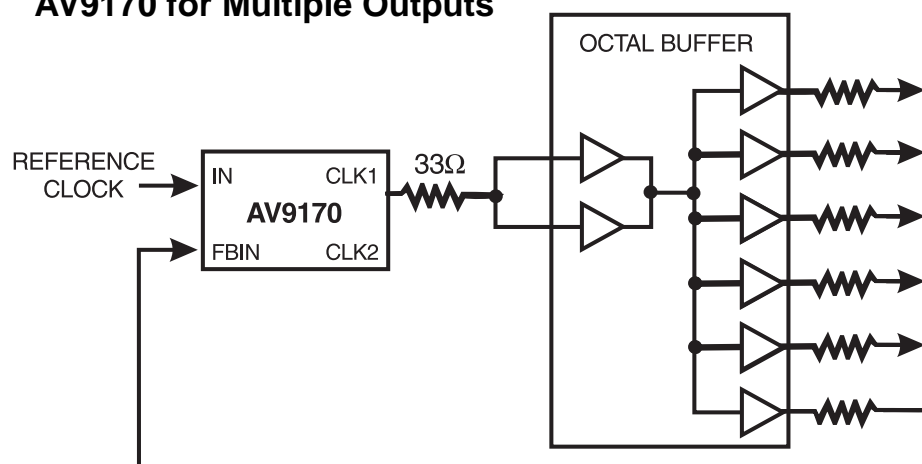 AV9170 for Multiple Outputs
OCTAL BUFFER
REFERENCE
CLOCK
IN
CLK1
AV9170
FBIN
CLK2
33Ω